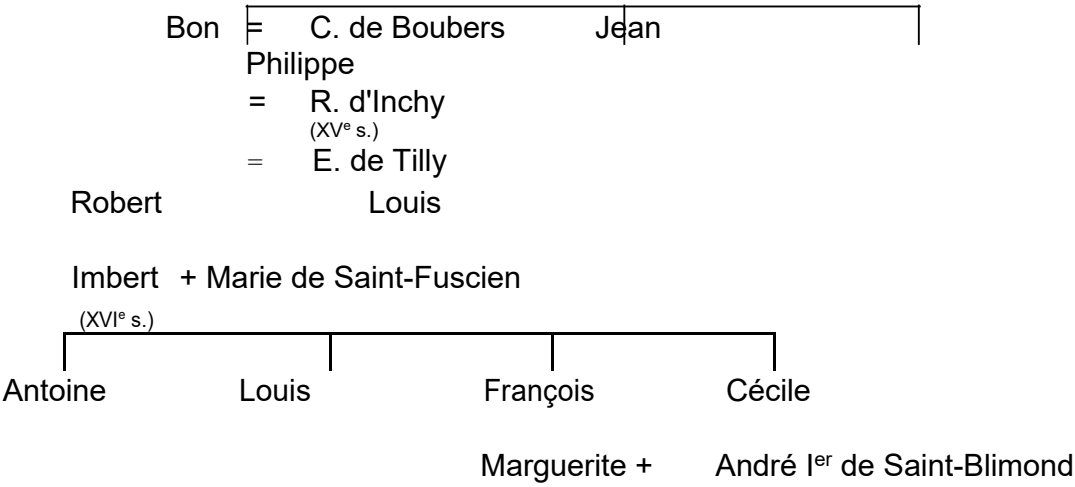 Bon = C. de Boubers Jean
Philippe
= R. d'Inchy
(XVe s.)
= E. de Tilly
Robert Louis
Imbert + Marie de Saint-Fuscien
(XVIe s.)
Antoine Louis François Cécile
Marguerite + André Ier de Saint-Blimond